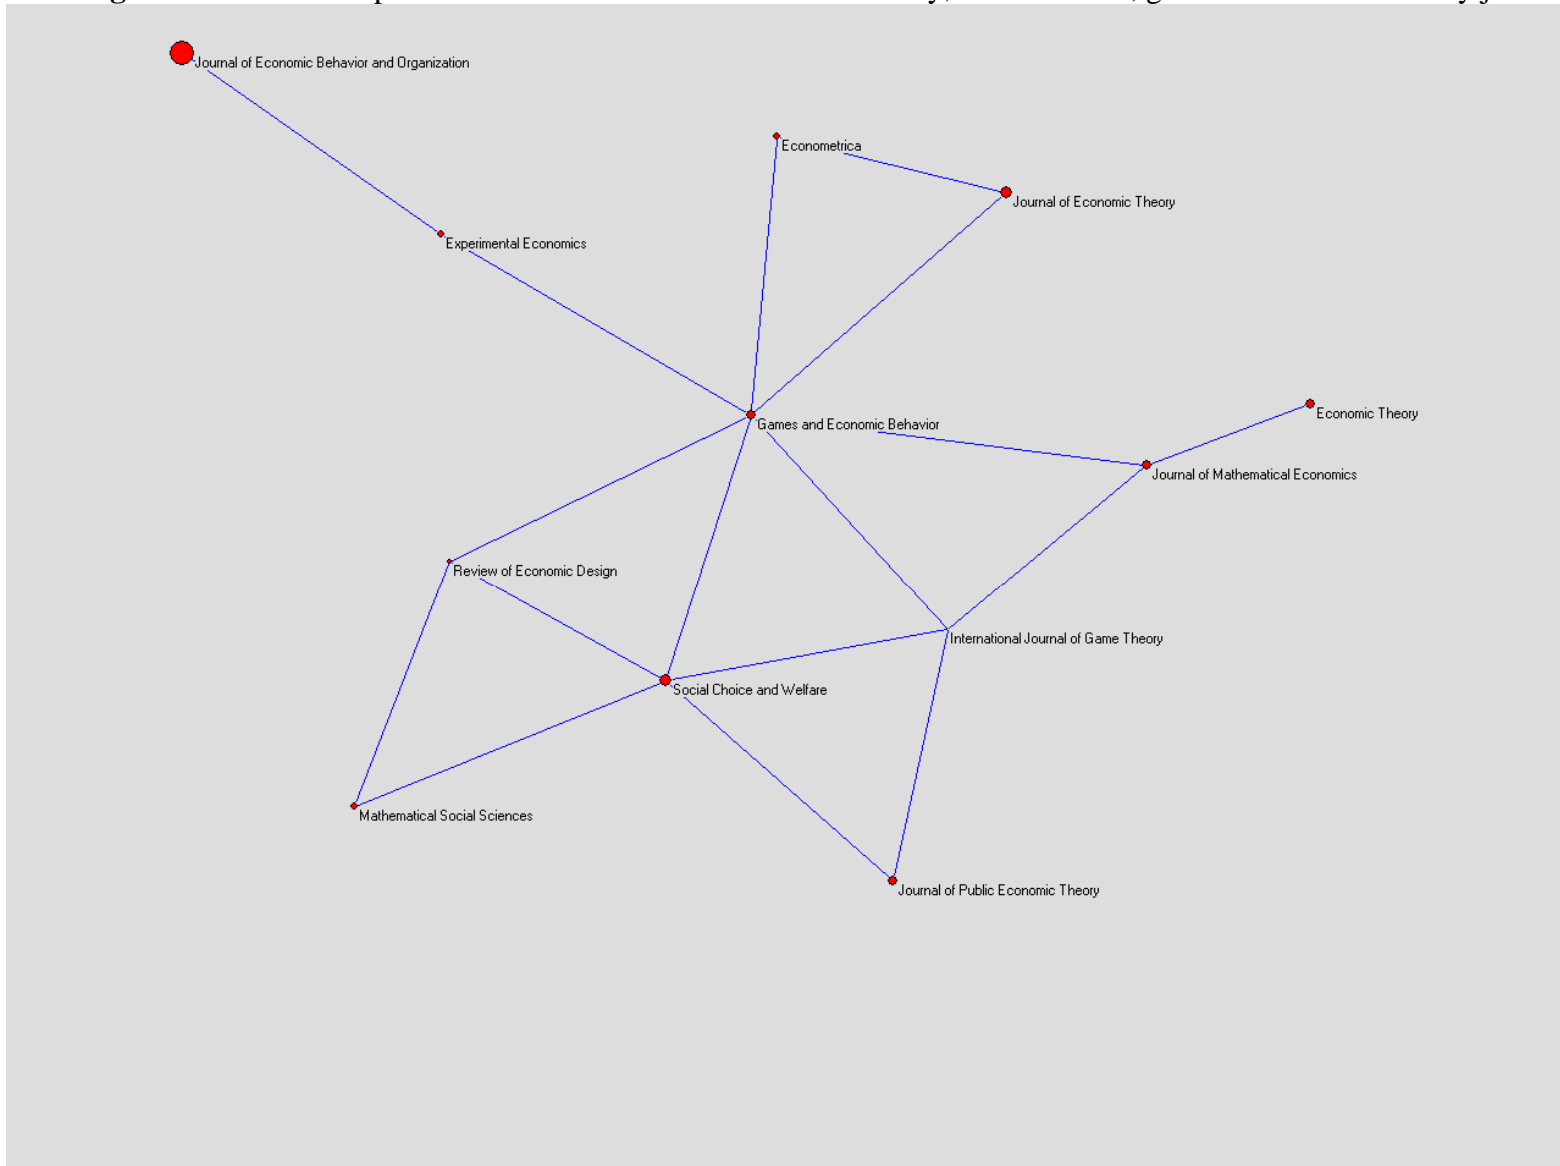 Journal of Economic Behavior and Organization
Econometrica
Journal of Economic Theory
Experimental Economics
Economic Theory
Games and Economic Behavior
Journal of Mathematical Economics
Review of Economic Design
International Journal of Game Theory
Social Choice and Welfare
Mathematical Social Sciences
Journal of Public Economic Theory